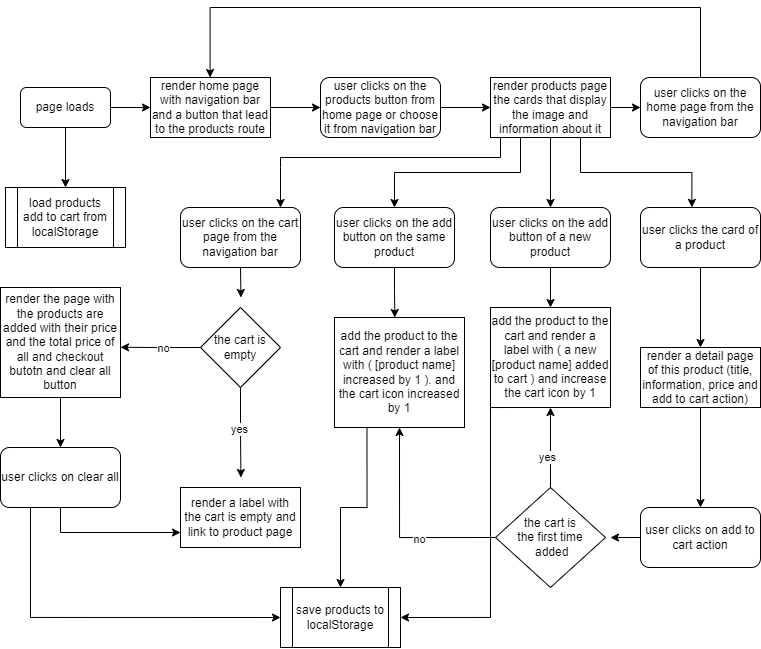 page loads
render home page
with navigation bar
and a button that lead
to the products route
user clicks on the
products button from
home page or choose
it from navigation bar
render products page
the cards that display
the image and
information about it
user clicks on the
home page from the
navigation bar
load products
add to cart from
localStorage
user clicks on the cart
page from the
navigation bar
user clicks on the add
button on the same
product
user clicks on the add
button of a new
product
user clicks the card of
a product
render the page with
the products are
added with their price
and the total price of
all and checkout
butotn and clear all
button
no
the cart is
empty
add the product to the
cart and render a label
with ( [product name]
increased by 1 ). and
the cart icon increased
by 1
add the product to the
cart and render a
label with ( a new
[product name] added
to cart ) and increase
the cart icon by 1
render a detail page
of this product (title,
information, price and
add to cart action)
yes
yes
user clicks on clear all
render a label with
the cart is empty and
link to product page
no
the cart is
the first time
added
user clicks on add to
cart action
save products to
localStorage